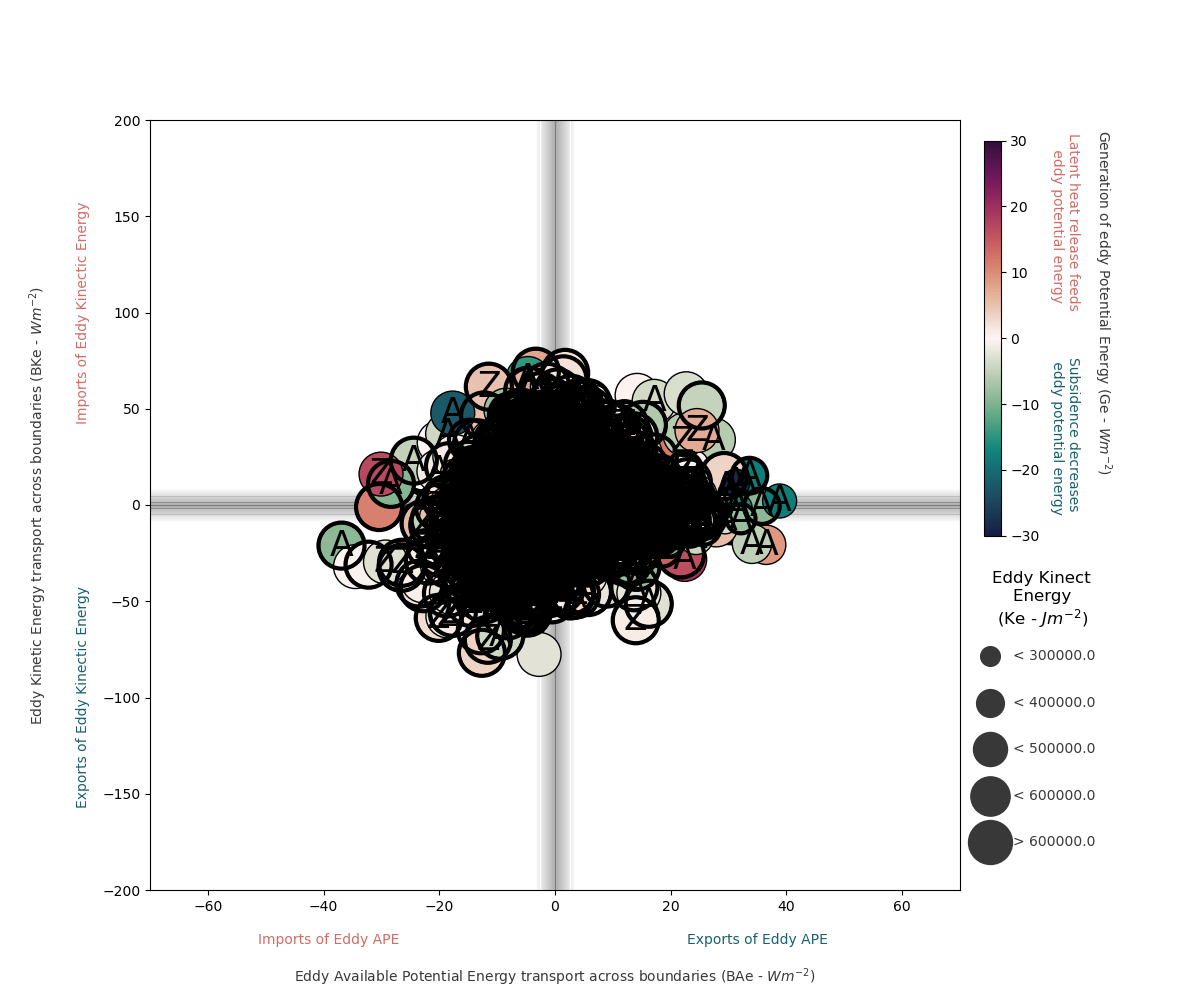 200
150
100
50
0
−50
−100
−150
−200
−60
−40
−20
0
20
40
60
Imports of Eddy APE
Exports of Eddy APE
Eddy Available Potential Energy transport across boundaries (BAe - Wm⁻²)
Eddy Kinetic Energy transport across boundaries (BKe - Wm⁻²)
Imports of Eddy Kinectic Energy
Exports of Eddy Kinectic Energy
30
20
10
0
−10
−20
−30
Latent heat release feeds
eddy potential energy
Subsidence decreases
eddy potential energy
Generation of eddy Potential Energy (Ge - Wm⁻²)
Eddy Kinect
Energy
(Ke - Jm⁻²)
< 300000.0
< 400000.0
< 500000.0
< 600000.0
> 600000.0
Z
A
A
A
A
Z
A
A
A
A
A
Z
Z